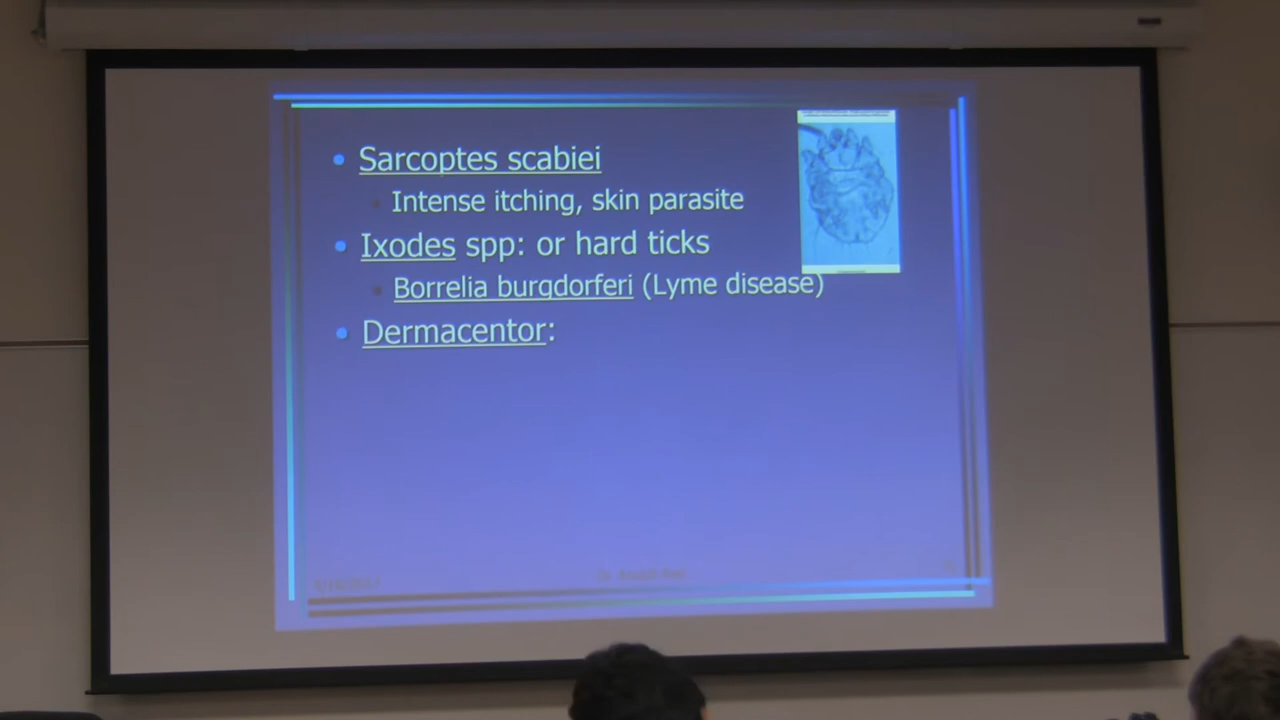 Sarcoptes scabiei
Intense itching, skin parasite
Ixodes spp: or hard ticks
Borrelia burgdorferi (Lyme disease)
Dermacentor: